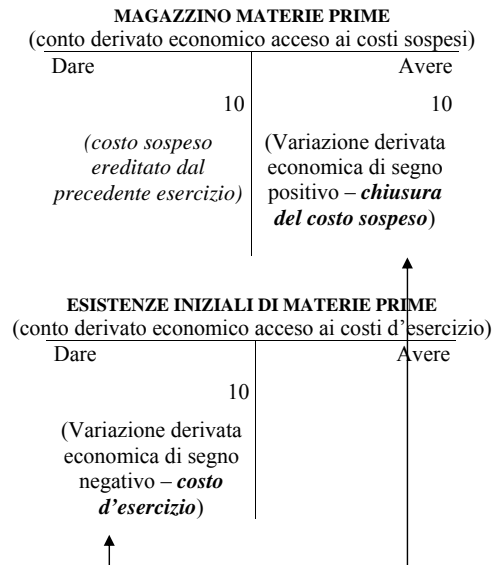 MAGAZZINO MATERIE PRIME
(conto derivato economico acceso ai costi sospesi)
Dare Avere
10 10
(costo sospeso
ereditato dal
precedente esercizio)
(Variazione derivata
economica di segno
positivo – chiusura
del costo sospeso)
ESISTENZE INIZIALI DI MATERIE PRIME
(conto derivato economico acceso ai costi d'esercizio)
Dare Avere
10
(Variazione derivata
economica di segno
negativo – costo
d'esercizio)